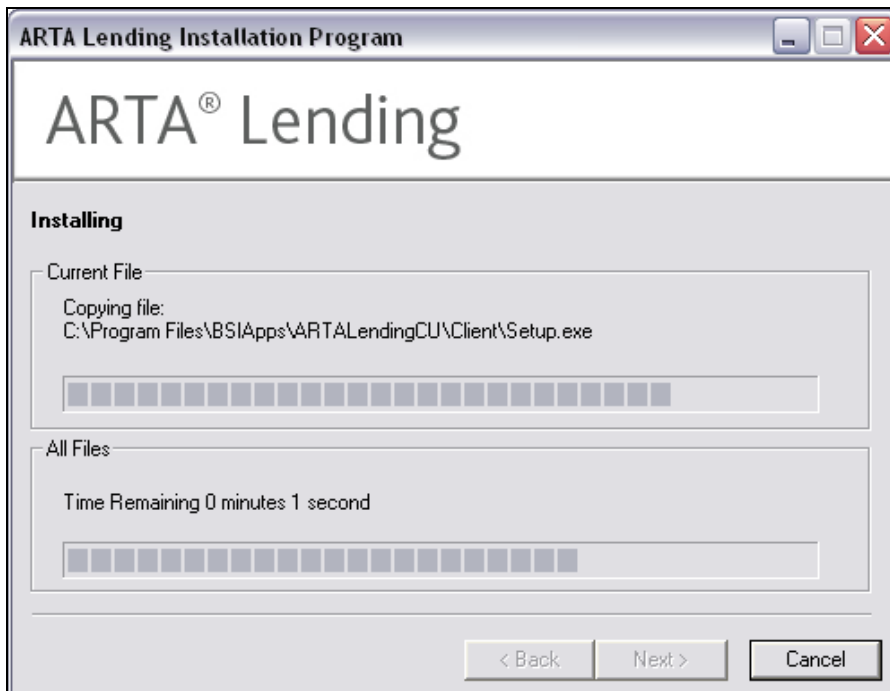 ARTA Lending Installation Program
ARTA® Lending
Installing
Current File
Copying file:
C:\Program Files\BSIApps\ARTALendingCU\Client\Setup.exe
All Files
Time Remaining 0 minutes 1 second
< Back
Next >
Cancel